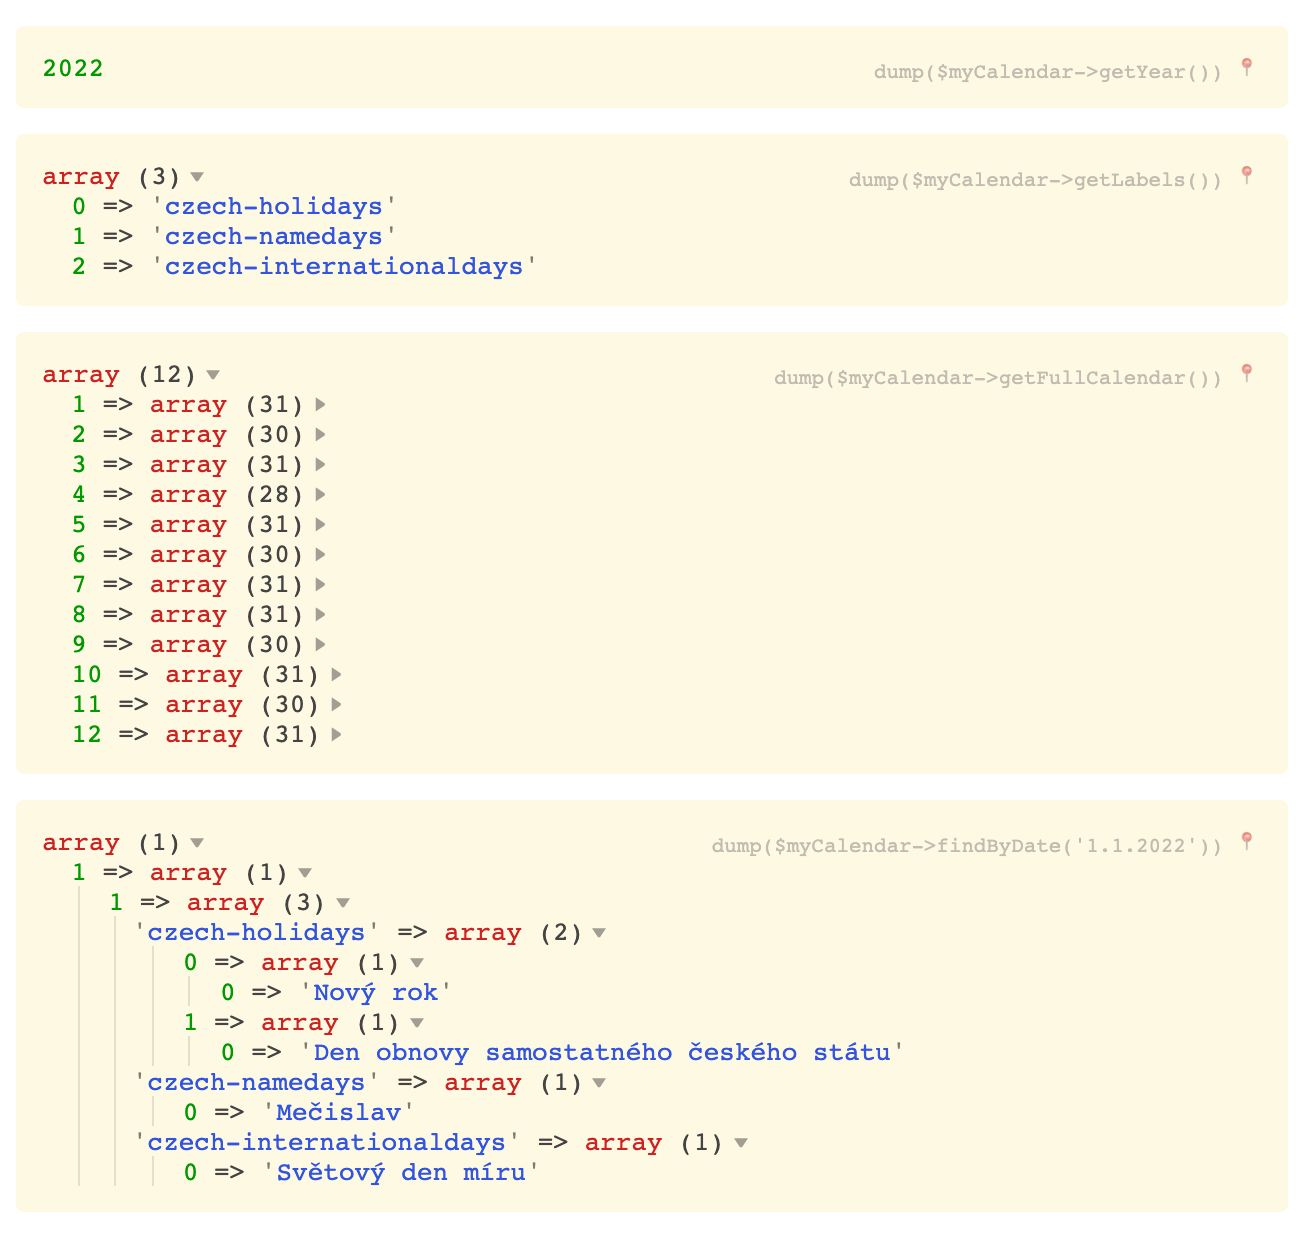 2022 dump($myCalendar->getYear())
array (3) dump($myCalendar->getLabels())
0 => 'czech-holidays'
1 => 'czech-namedays'
2 => 'czech-internationaldays'
array (12) dump($myCalendar->getFullCalendar())
1 => array (31)
2 => array (30)
3 => array (31)
4 => array (28)
5 => array (31)
6 => array (30)
7 => array (31)
8 => array (31)
9 => array (30)
10 => array (31)
11 => array (30)
12 => array (31)
array (1) dump($myCalendar->findByDate('1.1.2022'))
1 => array (1)
1 => array (3)
'czech-holidays' => array (2)
0 => array (1)
0 => 'Nový rok'
1 => array (1)
0 => 'Den obnovy samostatného českého státu'
'czech-namedays' => array (1)
0 => 'Mečislav'
'czech-internationaldays' => array (1)
0 => 'Světový den míru'